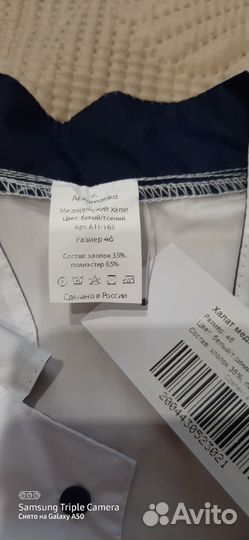 Медицинский Халат
Цвет: белый/т.синий
Арт. А11-165
Размер 46
Состав: хлопок 35%,
полиэстер 65%
Сделано в России
Халат мед
Размер: 46
Цвет: белый/т.синий
Состав: хлопок 35%
2004430523021
Samsung Triple Camera
Снято на Galaxy A50
Avito